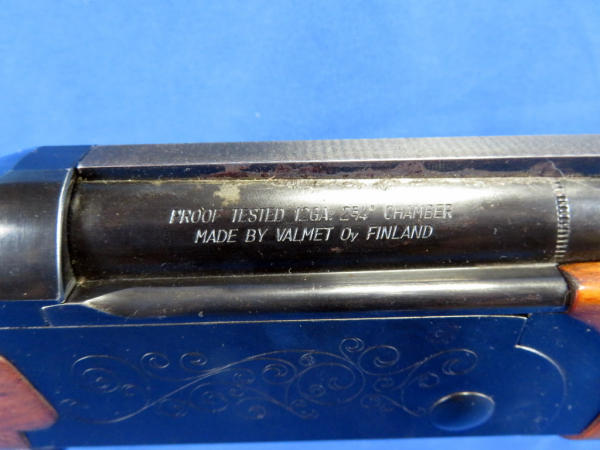 PROOF TESTED 12GA. 2¾" CHAMBER
MADE BY VALMET Oy FINLAND